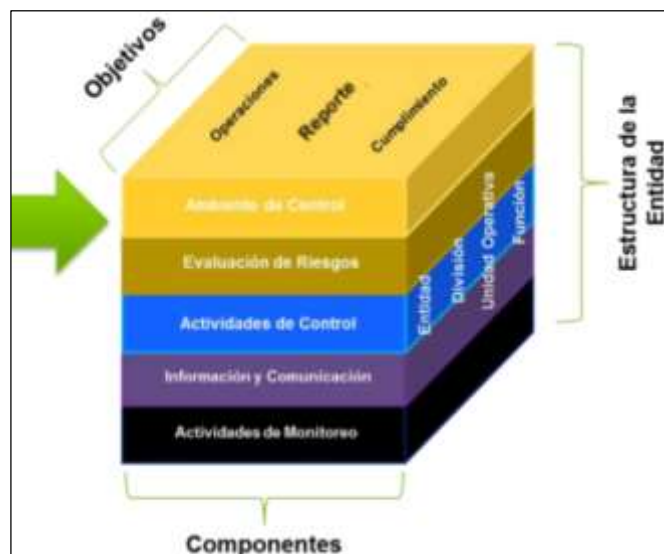 Objetivos
Operaciones
Reporte
Cumplimiento
Ambiente de Control
Evaluación de Riesgos
Actividades de Control
Información y Comunicación
Actividades de Monitoreo
Entidad
División
Unidad Operativa
Función
Estructura de la
Entidad
Componentes